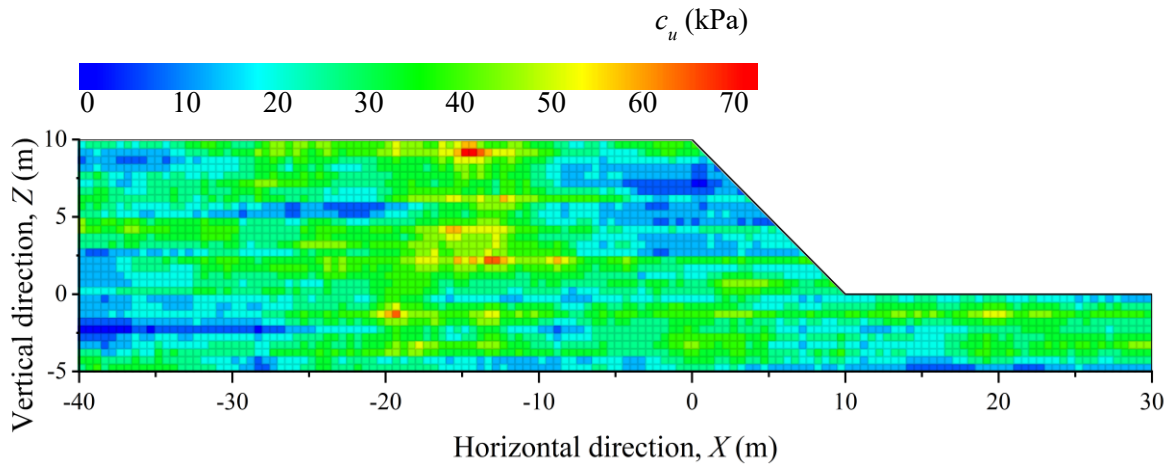 c_u (kPa)
0 10 20 30 40 50 60 70
Vertical direction, Z (m)
10
5
0
-5
-40 -30 -20 -10 0 10 20 30
Horizontal direction, X (m)